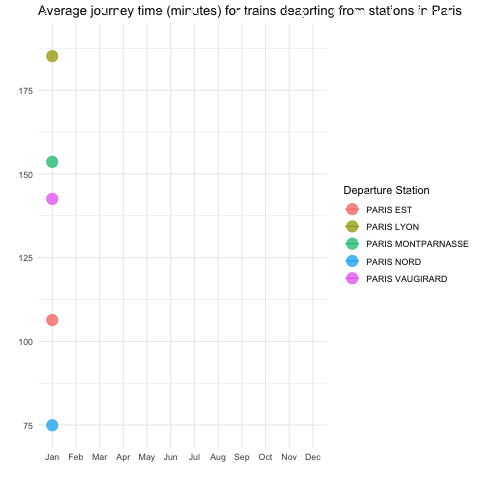 Average journey time (minutes) for trains deaprting from stations in Paris
175
150
125
100
75
Jan Feb Mar Apr May Jun Jul Aug Sep Oct Nov Dec
Departure Station
PARIS EST
PARIS LYON
PARIS MONTPARNASSE
PARIS NORD
PARIS VAUGIRARD